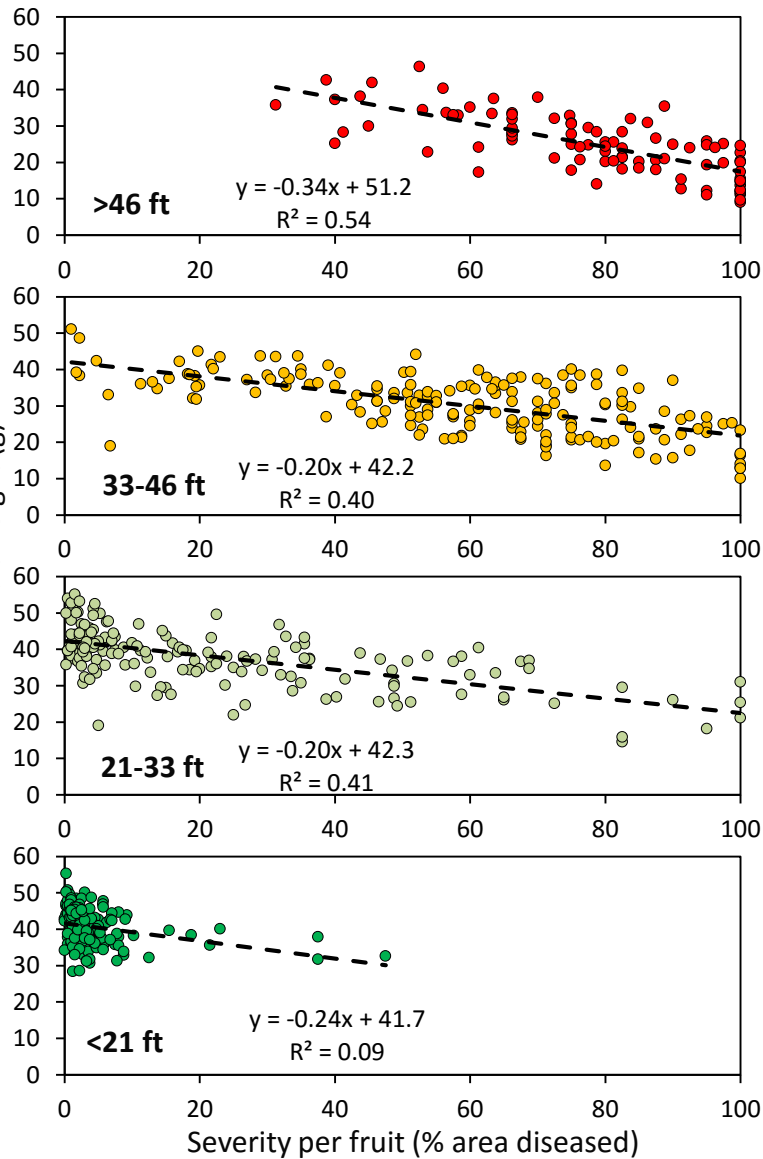 60
50
40
30
20
10
0
y = -0.34x + 51.2
R² = 0.54
>46 ft
0 20 40 60 80 100
60
50
40
30
20
10
0
y = -0.20x + 42.2
R² = 0.40
33-46 ft
0 20 40 60 80 100
60
50
40
30
20
10
0
y = -0.20x + 42.3
R² = 0.41
21-33 ft
0 20 40 60 80 100
60
50
40
30
20
10
0
y = -0.24x + 41.7
R² = 0.09
<21 ft
0 20 40 60 80 100
Severity per fruit (% area diseased)